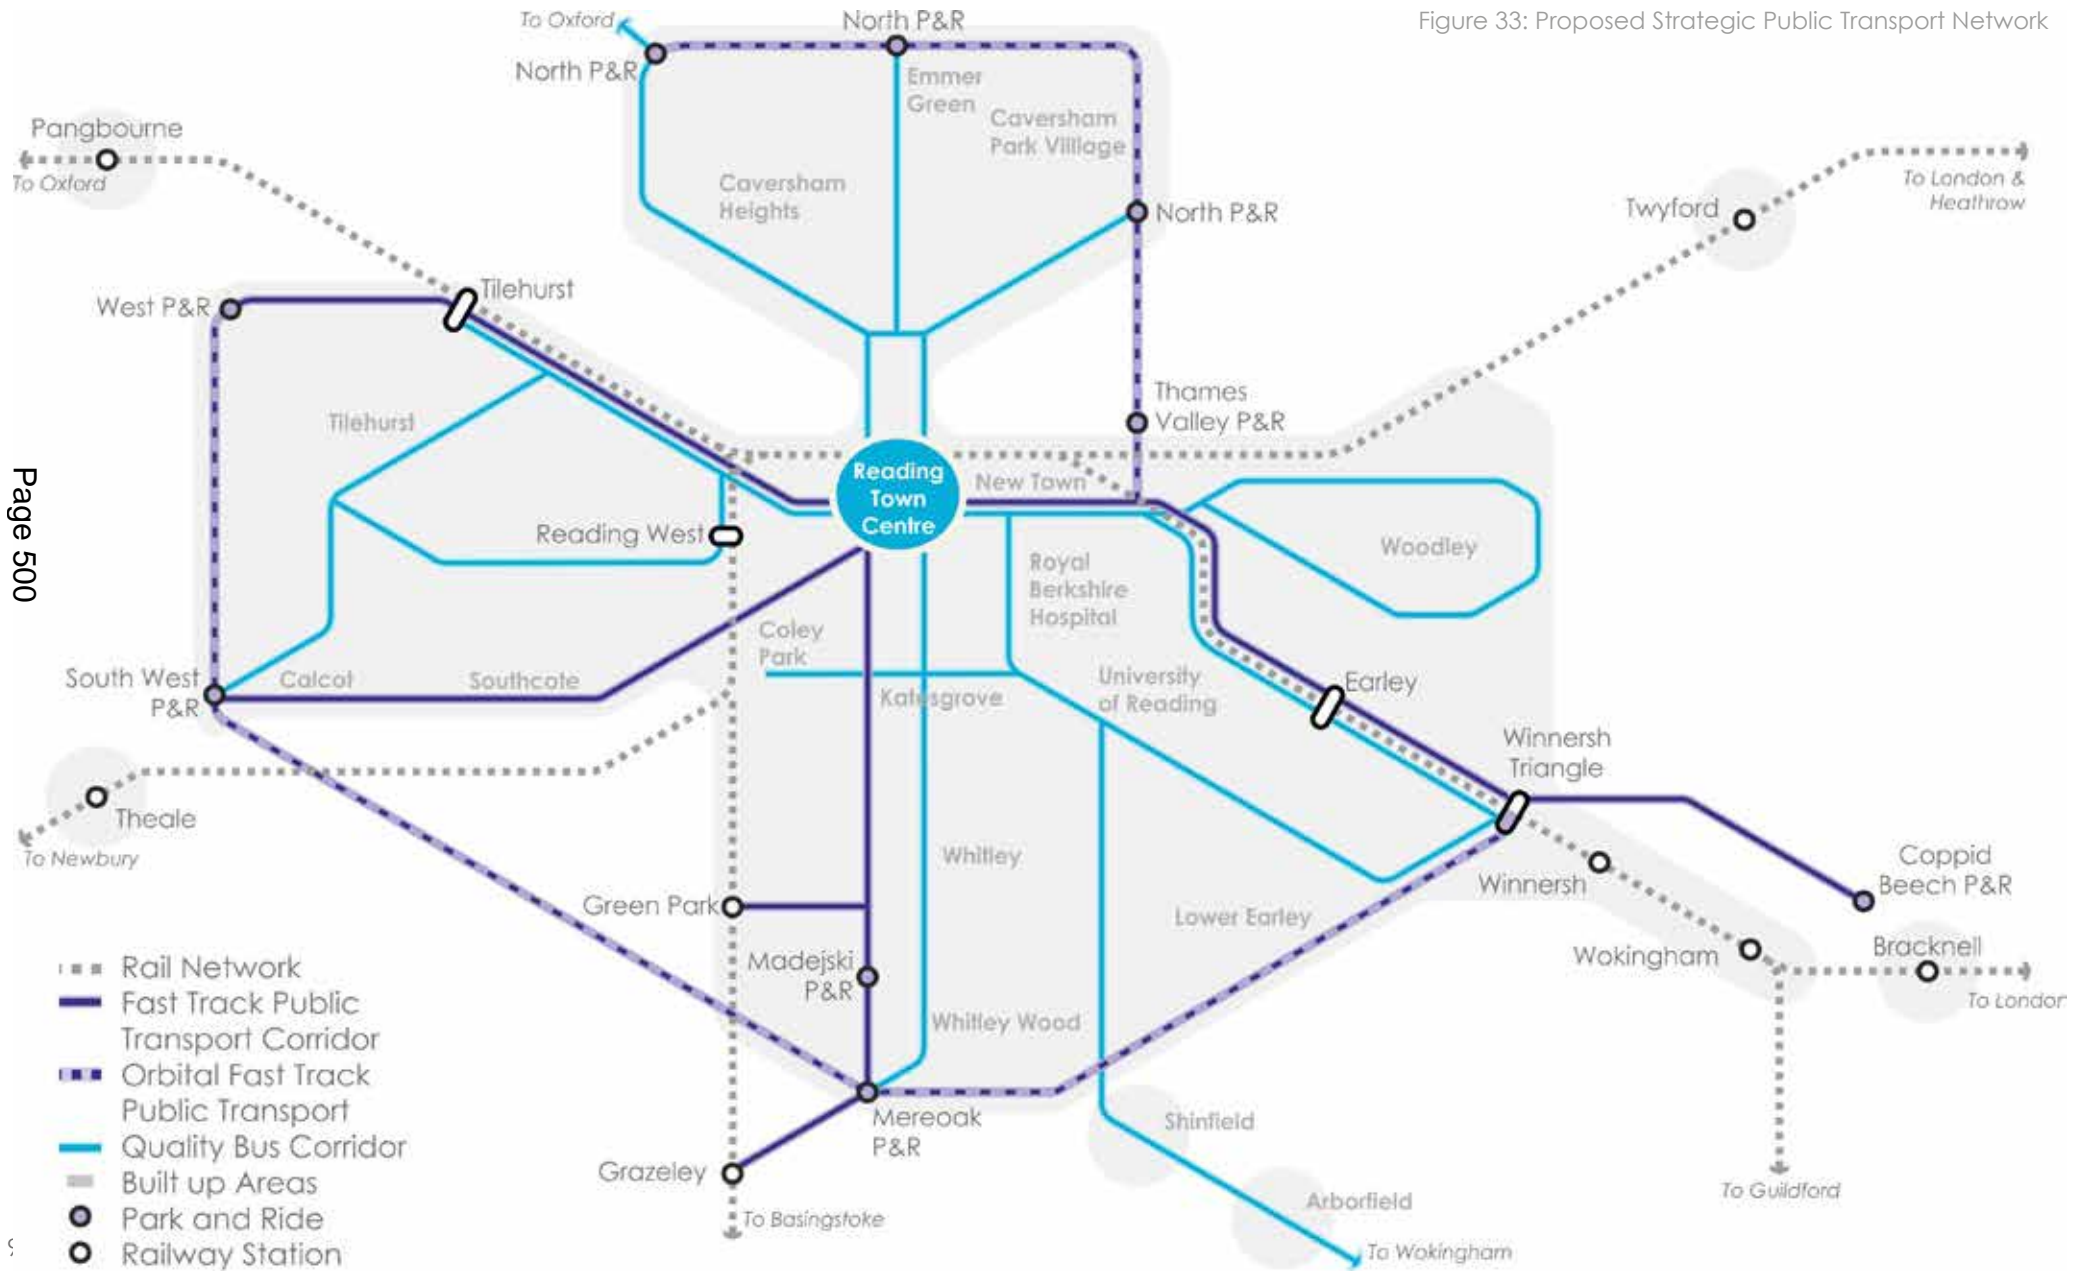 Figure 33: Proposed Strategic Public Transport Network
To Oxford
North P&R
North P&R
Emmer
Green
Caversham
Park Villlage
Caversham
Heights
Pangbourne
To Oxford
To London &
Heathrow
Twyford
North P&R
West P&R
Tilehurst
Thames
Valley P&R
Tilehurst
Reading
Town
Centre
New Town
Reading West
Woodley
Royal
Berkshire
Hospital
Coley
Park
South West
P&R
Calcot
Southcote
Katesgrove
University
of Reading
Earley
Winnersh
Triangle
Theale
To Newbury
Whitley
Coppid
Beech P&R
Winnersh
Green Park
Lower Earley
Madejski
P&R
Wokingham
Bracknell
To London
Whitley Wood
Mereoak
P&R
Shinfield
Grazeley
To Guildford
Arborfield
To Basingstoke
To Wokingham
Rail Network
Fast Track Public
Transport Corridor
Orbital Fast Track
Public Transport
Quality Bus Corridor
Built up Areas
Park and Ride
Railway Station
Page 500